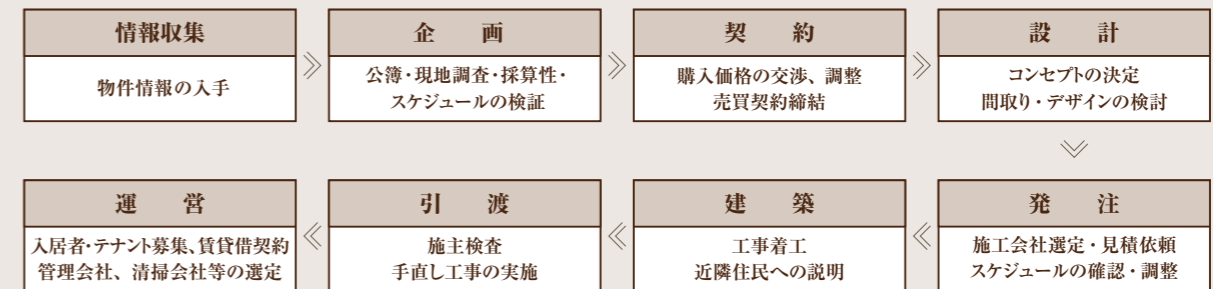 情報収集
物件情報の入手
企画
公簿・現地調査・採算性・
スケジュールの検証
契約
購入価格の交渉、調整
売買契約締結
設計
コンセプトの決定
間取り・デザインの検討
発注
施工会社選定・見積依頼
スケジュールの確認・調整
建築
工事着工
近隣住民への説明
引渡
施主検査
手直し工事の実施
運営
入居者・テナント募集、賃貸借契約
管理会社、清掃会社等の選定